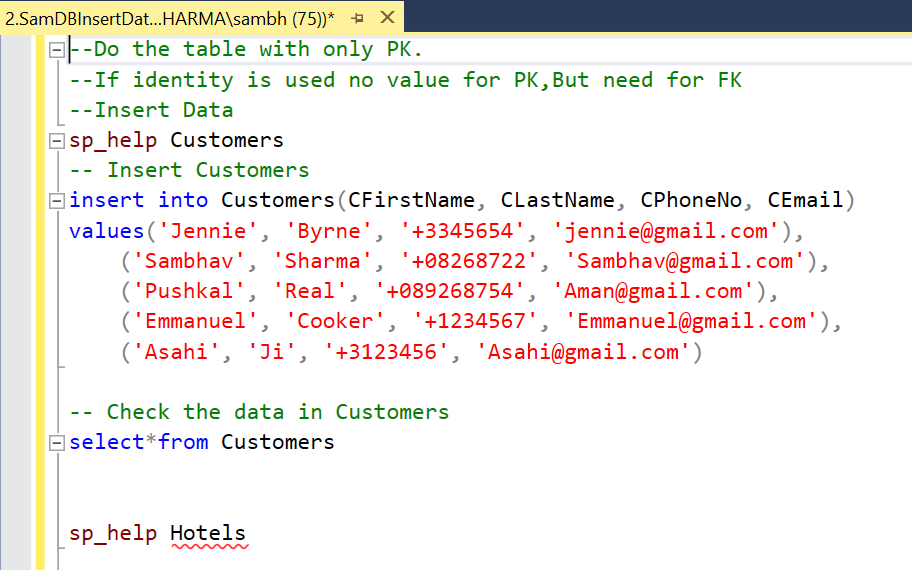 2.SamDBInsertDat...HARMA\sambh (75))*
--Do the table with only PK.
--If identity is used no value for PK,But need for FK
--Insert Data
sp_help Customers
-- Insert Customers
insert into Customers(CFirstName, CLastName, CPhoneNo, CEmail)
values('Jennie', 'Byrne', '+3345654', 'jennie@gmail.com'),
('Sambhav', 'Sharma', '+08268722', 'Sambhav@gmail.com'),
('Pushkal', 'Real', '+089268754', 'Aman@gmail.com'),
('Emmanuel', 'Cooker', '+1234567', 'Emmanuel@gmail.com'),
('Asahi', 'Ji', '+3123456', 'Asahi@gmail.com')
-- Check the data in Customers
select*from Customers
sp_help Hotels